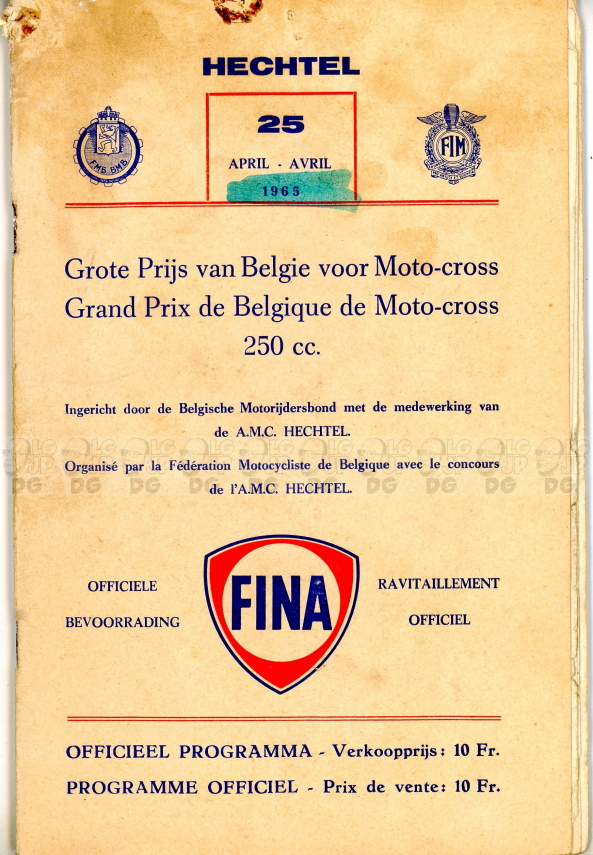 HECHTEL
25
APRIL - AVRIL
1965
F.M.B. B.M.B.
FIM
Grote Prijs van Belgie voor Moto-cross
Grand Prix de Belgique de Moto-cross
250 cc.
Ingericht door de Belgische Motorijdersbond met de medewerking van
de A.M.C. HECHTEL.
Organisé par la Fédération Motocycliste de Belgique avec le concours
de l'A.M.C. HECHTEL.
OFFICIELE
BEVOORRADING
FINA
RAVITAILLEMENT
OFFICIEL
OFFICIEEL PROGRAMMA - Verkoopprijs: 10 Fr.
PROGRAMME OFFICIEL - Prix de vente: 10 Fr.